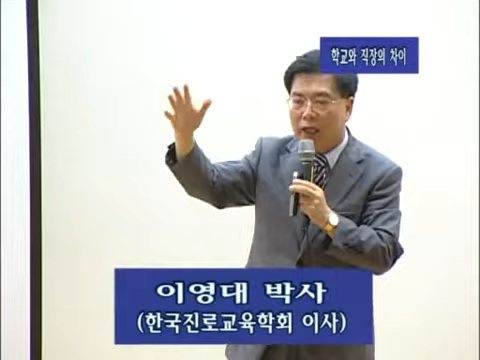 학교와 직장의 차이
이영대 박사
(한국진로교육학회 이사)